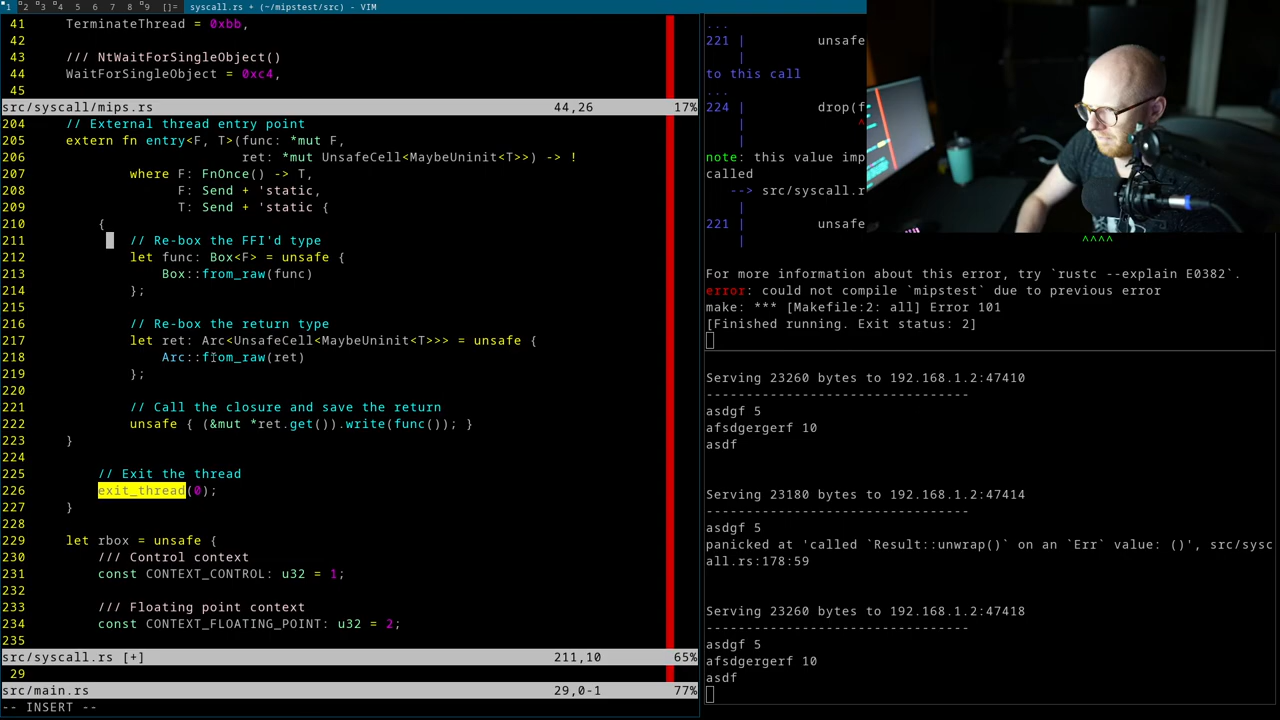 1 2 3 4 5 6 7 8 9 []= syscall.rs + (~/mipstest/src) - VIM
41 TerminateThread = 0xbb,
42
43 /// NtWaitForSingleObject()
44 WaitForSingleObject = 0xc4,
45
src/syscall/mips.rs 44,26 17%
204 // External thread entry point
205 extern fn entry<F, T>(func: *mut F,
206 ret: *mut UnsafeCell<MaybeUninit<T>>) -> !
207 where F: FnOnce() -> T,
208 F: Send + 'static,
209 T: Send + 'static {
210 {
211 // Re-box the FFI'd type
212 let func: Box<F> = unsafe {
213 Box::from_raw(func)
214 };
215
216 // Re-box the return type
217 let ret: Arc<UnsafeCell<MaybeUninit<T>>> = unsafe {
218 Arc::from_raw(ret)
219 };
220
221 // Call the closure and save the return
222 unsafe { (&mut *ret.get()).write(func()); }
223 }
224
225 // Exit the thread
226 exit_thread(0);
227 }
228
229 let rbox = unsafe {
230 /// Control context
231 const CONTEXT_CONTROL: u32 = 1;
232
233 /// Floating point context
234 const CONTEXT_FLOATING_POINT: u32 = 2;
235
src/syscall.rs [+] 211,10 65%
29
src/main.rs 29,0-1 77%
-- INSERT --
...
221 | unsafe
|
to this call
...
224 | drop(f
| ^
|
note: this value imp
called
--> src/syscall.r
|
221 | unsafe
| ^^^^
For more information about this error, try `rustc --explain E0382`.
error: could not compile `mipstest` due to previous error
make: *** [Makefile:2: all] Error 101
[Finished running. Exit status: 2]
Serving 23260 bytes to 192.168.1.2:47410
---------------------------------
asdgf 5
afsdgergerf 10
asdf
Serving 23180 bytes to 192.168.1.2:47414
---------------------------------
asdgf 5
panicked at 'called `Result::unwrap()` on an `Err` value: ()', src/sysc
all.rs:178:59
Serving 23260 bytes to 192.168.1.2:47418
---------------------------------
asdgf 5
afsdgergerf 10
asdf